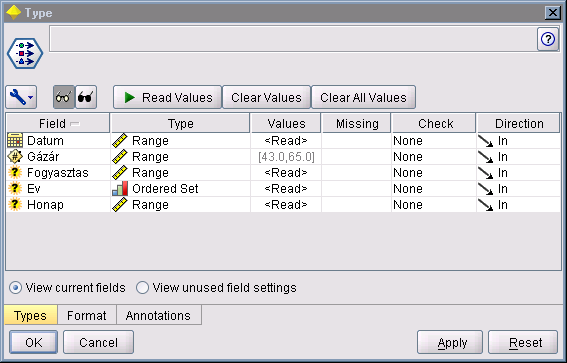 Type
?
Read Values Clear Values Clear All Values
Field Type Values Missing Check Direction
Datum Range <Read> None In
Gázár Range [43.0,65.0] None In
Fogyasztas Range <Read> None In
Ev Ordered Set <Read> None In
Honap Range <Read> None In
View current fields View unused field settings
Types Format Annotations
OK Cancel Apply Reset